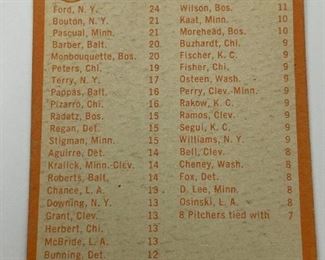 Ford, N. Y. 24
Bouton, N. Y. 21
Pascual, Minn. 21
Barber, Balt. 20
Monbouquette, Bos. 20
Peters, Chi. 19
Terry, N. Y. 17
Pappas, Balt. 16
Pizarro, Chi. 16
Radatz, Bos. 15
Regan, Det. 15
Stigman, Minn. 15
Aguirre, Det. 14
Kralick, Minn.-Clev. 14
Roberts, Balt. 14
Chance, L. A. 13
Downing, N. Y. 13
Grant, Clev. 13
Herbert, Chi. 13
McBride, L. A. 13
Bunning, Det. 12
Wilson, Bos. 11
Kaat, Minn. 10
Morehead, Bos. 10
Buzhardt, Chi. 9
Fischer, K. C. 9
Fisher, Chi. 9
Osteen, Wash. 9
Perry, Clev.-Minn. 9
Rakow, K. C. 9
Ramos, Clev. 9
Segui, K. C. 9
Williams, N. Y. 9
Bell, Clev. 8
Cheney, Wash. 8
Fox, Det. 8
D. Lee, Minn. 8
Osinski, L. A. 8
8 Pitchers tied with 7